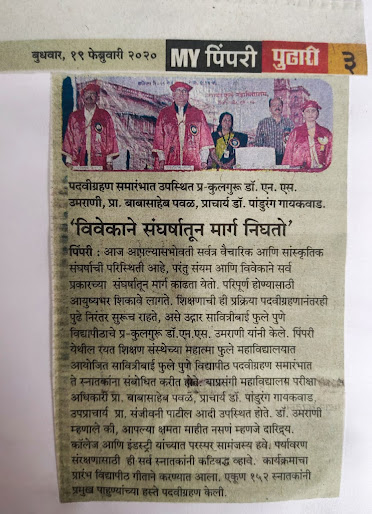 बुधवार, १९ फेब्रुवारी २०२०
MY पिंपरी
पुढारी
३
पदवीग्रहण समारंभात उपस्थित प्र-कुलगुरू डॉ. एन. एस.
उमराणी, प्रा. बाबासाहेब पवळ, प्राचार्य डॉ. पांडुरंग गायकवाड.
‘विवेकाने संघर्षातून मार्ग निघतो’
पिंपरी : आज आपल्यासभोवती सर्वत्र वैचारिक आणि सांस्कृतिक
संघर्षाची परिस्थिती आहे, परंतु संयम आणि विवेकाने सर्व
प्रकारच्या संघर्षातून मार्ग काढता येतो. परिपूर्ण होण्यासाठी
आयुष्यभर शिकावे लागते. शिक्षणाची ही प्रक्रिया पदवीग्रहणानंतरही
पुढे निरंतर सुरूच राहते, असे उद्गार सावित्रीबाई फुले पुणे
विद्यापीठाचे प्र-कुलगुरू डॉ.एन.एस. उमराणी यांनी केले. पिंपरी
येथील रयत शिक्षण संस्थेच्या महात्मा फुले महाविद्यालयात
आयोजित सावित्रीबाई फुले पुणे विद्यापीठ पदवीग्रहण समारंभात
ते स्नातकांना संबोधित करीत होते. याप्रसंगी महाविद्यालय परीक्षा
अधिकारी प्रा. बाबासाहेब पवळ, प्राचार्य डॉ. पांडुरंग गायकवाड,
उपप्राचार्य प्रा. संजीवनी पाटील आदी उपस्थित होते. डॉ. उमराणी
म्हणाले की, आपल्या क्षमता माहीत नसणं म्हणजे दारिद्र्य.
कॉलेज आणि इंडस्ट्री यांच्यात परस्पर सामंजस्य हवे; पर्यावरण
संरक्षणासाठी ही सर्व स्नातकांनी कटिबद्ध व्हावे. कार्यक्रमाचा
प्रारंभ विद्यापीठ गीताने करण्यात आला. एकूण १५२ स्नातकांनी
प्रमुख पाहुण्यांच्या हस्ते पदवीग्रहण केली.